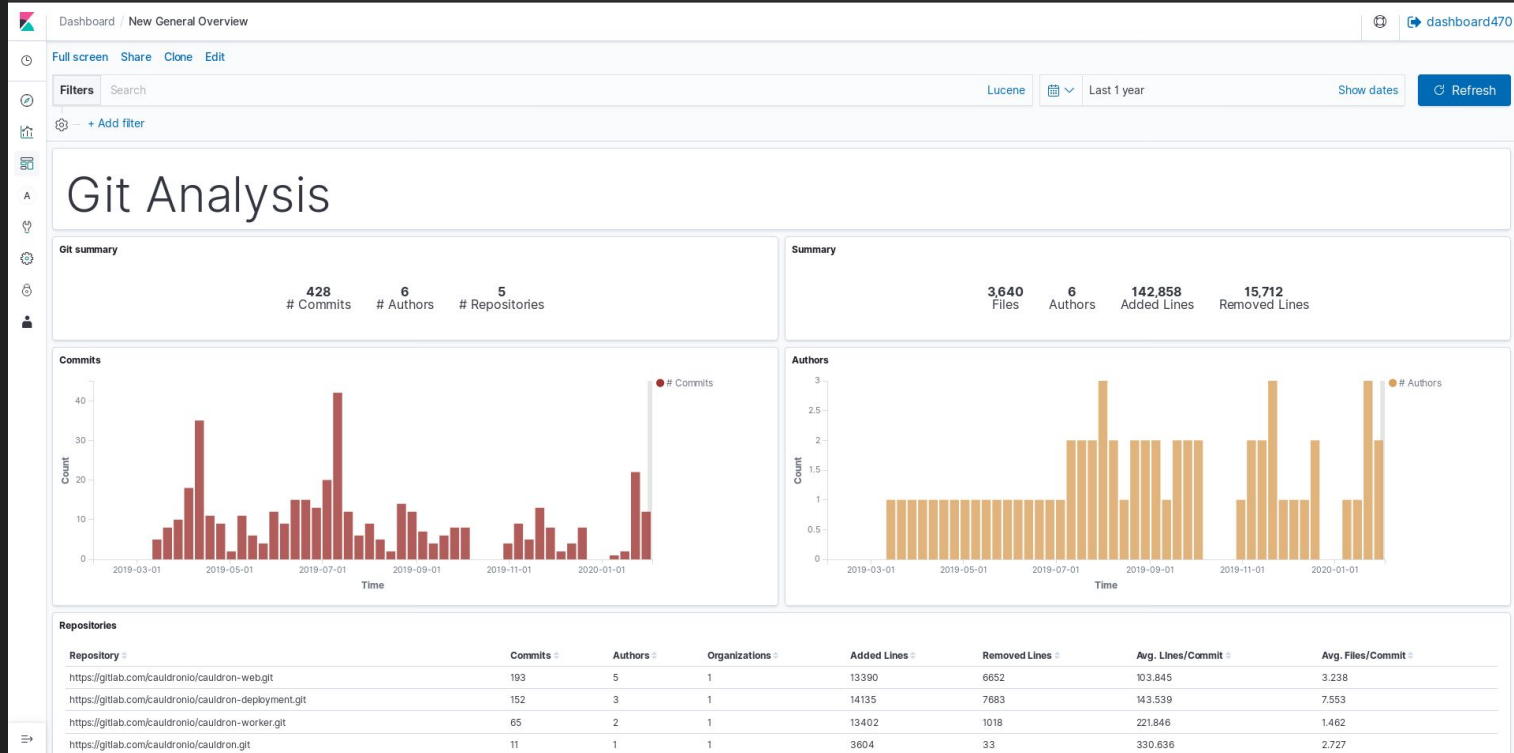 Dashboard / New General Overview
dashboard470
Full screen Share Clone Edit
Filters Search Lucene Last 1 year Show dates Refresh
+ Add filter
A
Git Analysis
Git summary
428 6 5
# Commits # Authors # Repositories
Summary
3,640 6 142,858 15,712
Files Authors Added Lines Removed Lines
Commits
# Commits
40
30
20
10
0
Count
2019-03-01 2019-05-01 2019-07-01 2019-09-01 2019-11-01 2020-01-01
Time
Authors
# Authors
3
2.5
2
1.5
1
0.5
0
Count
2019-03-01 2019-05-01 2019-07-01 2019-09-01 2019-11-01 2020-01-01
Time
Repositories
Repository Commits Authors Organizations Added Lines Removed Lines Avg. LInes/Commit Avg. Files/Commit
https://gitlab.com/cauldronio/cauldron-web.git 193 5 1 13390 6652 103.845 3.238
https://gitlab.com/cauldronio/cauldron-deployment.git 152 3 1 14135 7683 143.539 7.553
https://gitlab.com/cauldronio/cauldron-worker.git 65 2 1 13402 1018 221.846 1.462
https://gitlab.com/cauldronio/cauldron.git 11 1 1 3604 33 330.636 2.727